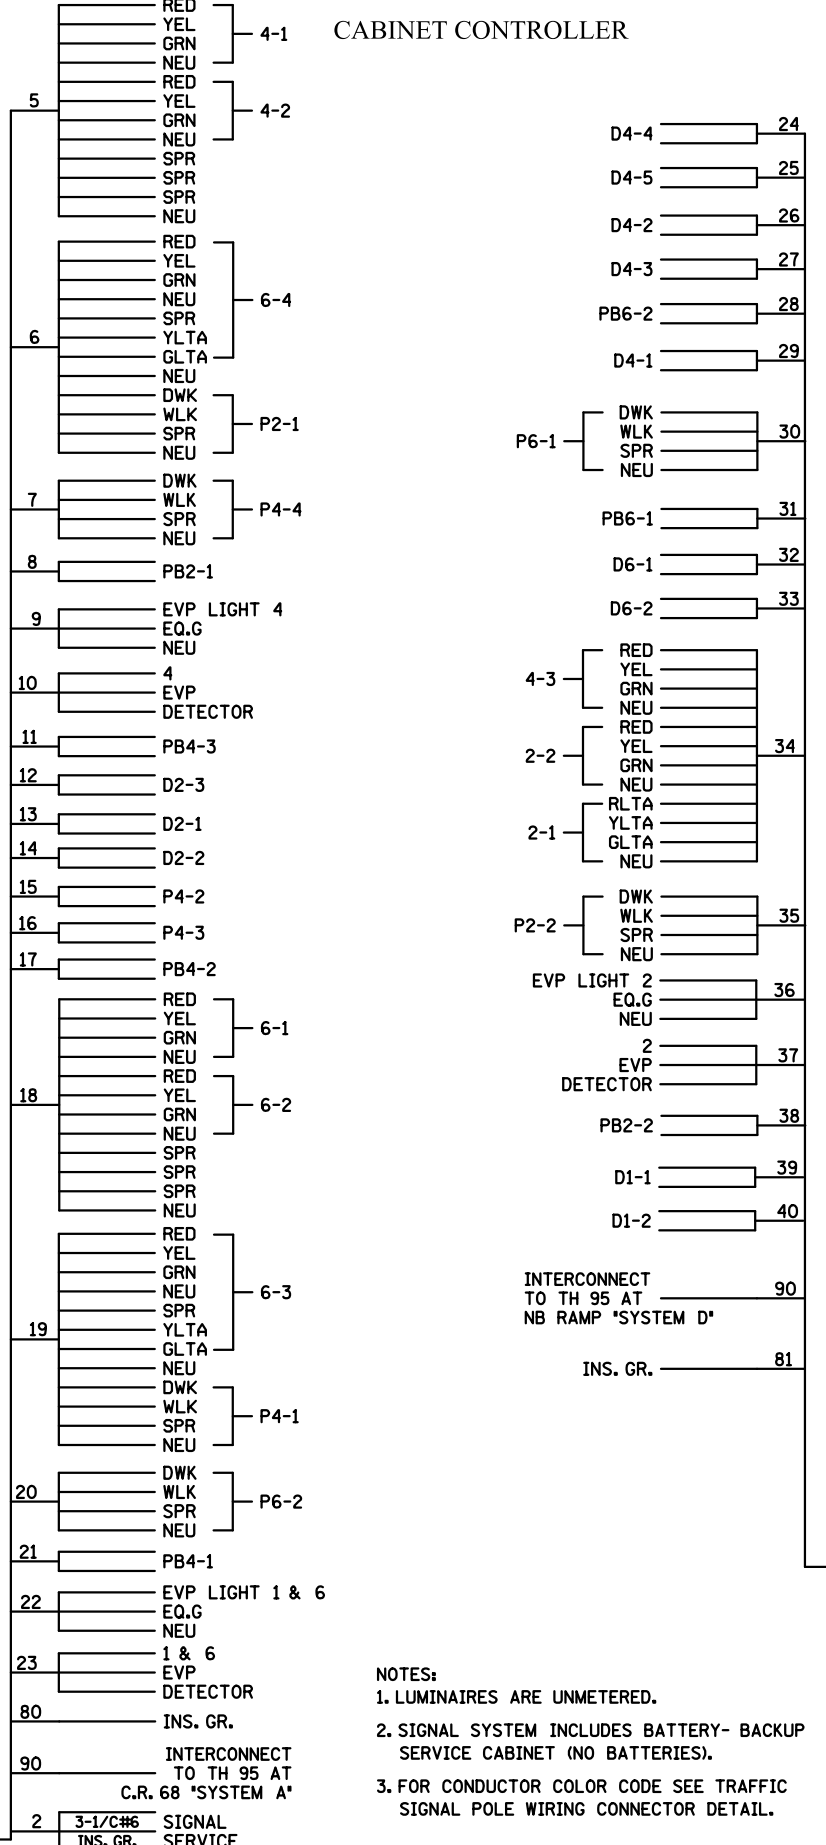 CABINET CONTROLLER
5
RED
YEL
GRN
NEU
4-1
RED
YEL
GRN
NEU
4-2
SPR
SPR
SPR
NEU
6
RED
YEL
GRN
NEU
SPR
YLTA
GLTA
6-4
NEU
DWK
WLK
SPR
NEU
P2-1
7
DWK
WLK
SPR
NEU
P4-4
8
PB2-1
9
EVP LIGHT 4
EQ.G
NEU
10
4
EVP
DETECTOR
11
PB4-3
12
D2-3
13
D2-1
14
D2-2
15
P4-2
16
P4-3
17
PB4-2
18
RED
YEL
GRN
NEU
6-1
RED
YEL
GRN
NEU
6-2
SPR
SPR
SPR
NEU
19
RED
YEL
GRN
NEU
SPR
YLTA
GLTA
6-3
NEU
DWK
WLK
SPR
NEU
P4-1
20
DWK
WLK
SPR
NEU
P6-2
21
PB4-1
22
EVP LIGHT 1 & 6
EQ.G
NEU
23
1 & 6
EVP
DETECTOR
80
INS. GR.
90
INTERCONNECT
TO TH 95 AT
C.R. 68 "SYSTEM A"
2
3-1/C#6
INS. GR.
SIGNAL
SERVICE
D4-4
24
D4-5
25
D4-2
26
D4-3
27
PB6-2
28
D4-1
29
P6-1
DWK
WLK
SPR
NEU
30
PB6-1
31
D6-1
32
D6-2
33
4-3
RED
YEL
GRN
NEU
2-2
RED
YEL
GRN
NEU
2-1
RLTA
YLTA
GLTA
NEU
34
P2-2
DWK
WLK
SPR
NEU
35
EVP LIGHT 2
EQ.G
NEU
36
2
EVP
DETECTOR
37
PB2-2
38
D1-1
39
D1-2
40
INTERCONNECT
TO TH 95 AT
NB RAMP "SYSTEM D"
90
INS. GR.
81
NOTES:
1. LUMINAIRES ARE UNMETERED.
2. SIGNAL SYSTEM INCLUDES BATTERY- BACKUP
SERVICE CABINET (NO BATTERIES).
3. FOR CONDUCTOR COLOR CODE SEE TRAFFIC
SIGNAL POLE WIRING CONNECTOR DETAIL.